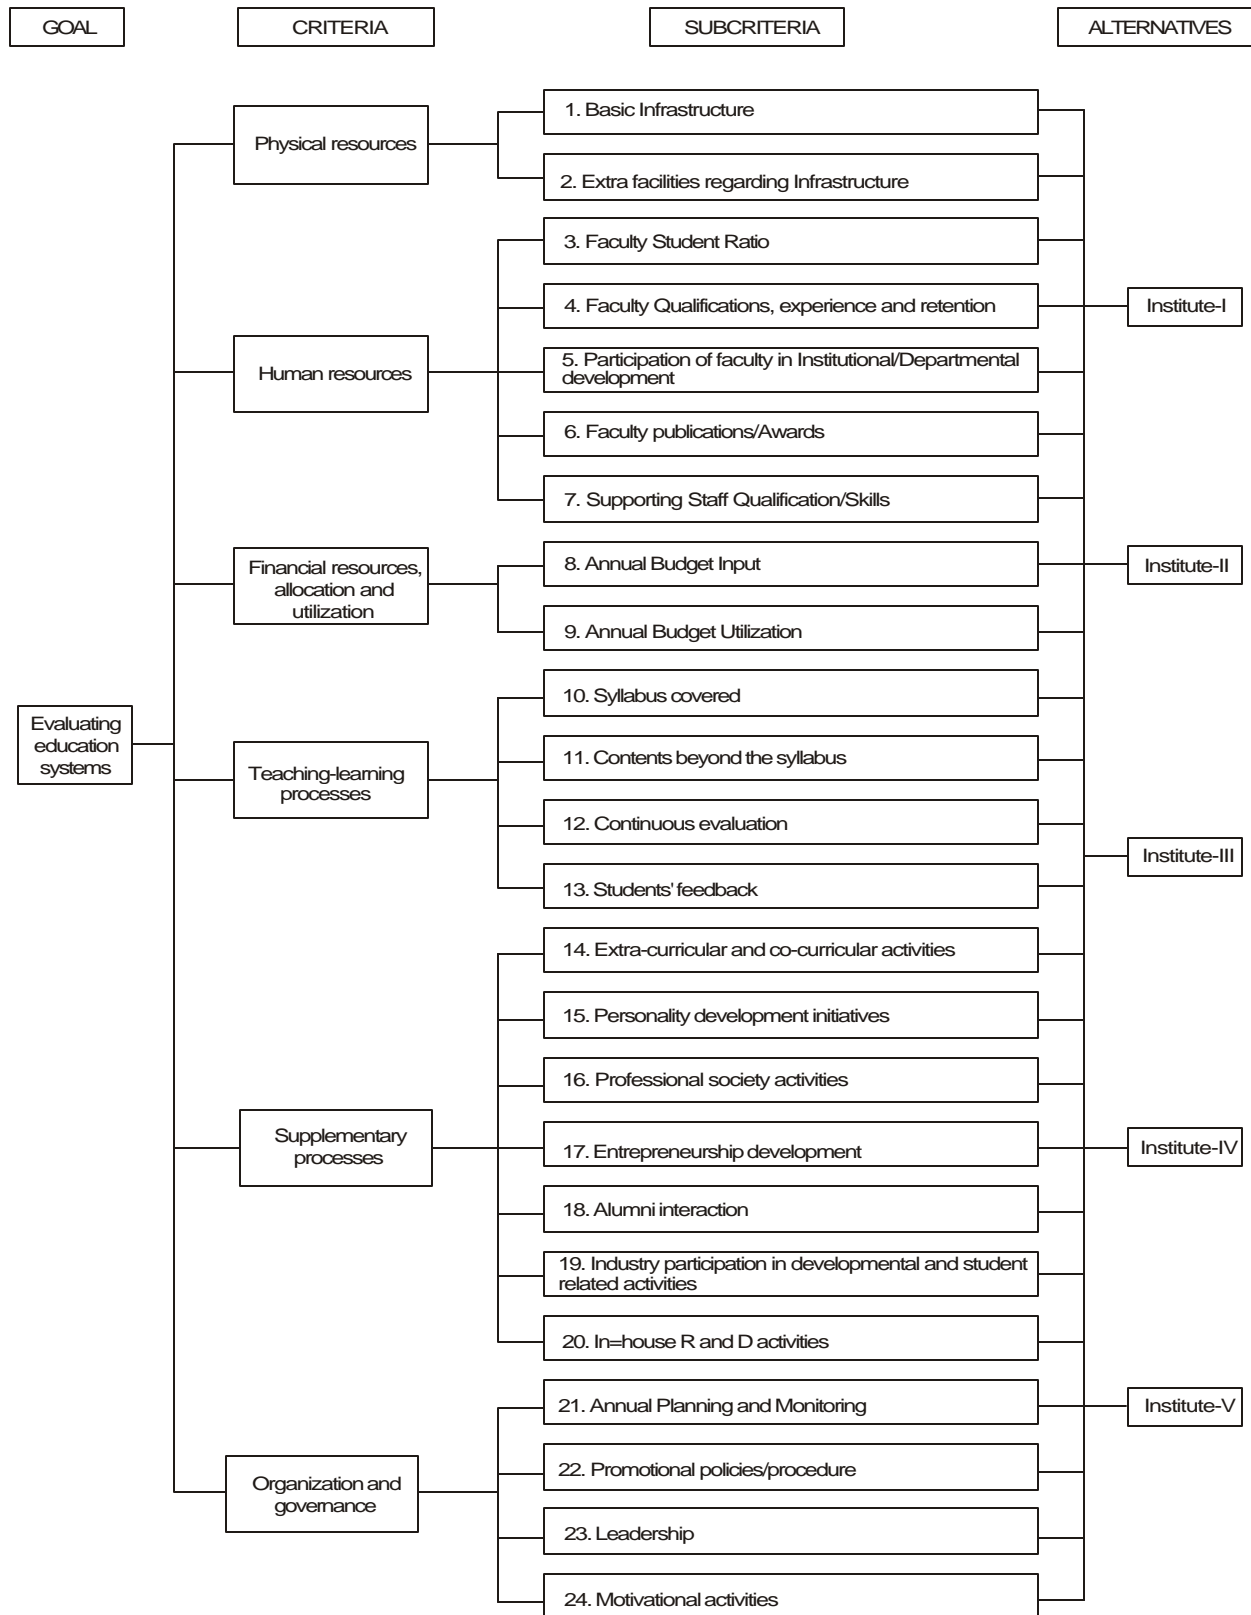 GOAL
CRITERIA
SUBCRITERIA
ALTERNATIVES
Evaluating
education
systems
Physical resources
1. Basic Infrastructure
2. Extra facilities regarding Infrastructure
Human resources
3. Faculty Student Ratio
4. Faculty Qualifications, experience and retention
5. Participation of faculty in Institutional/Departmental
development
6. Faculty publications/Awards
7. Supporting Staff Qualification/Skills
Financial resources,
allocation and
utilization
8. Annual Budget Input
9. Annual Budget Utilization
Teaching-learning
processes
10. Syllabus covered
11. Contents beyond the syllabus
12. Continuous evaluation
13. Students' feedback
Supplementary
processes
14. Extra-curricular and co-curricular activities
15. Personality development initiatives
16. Professional society activities
17. Entrepreneurship development
18. Alumni interaction
19. Industry participation in developmental and student
related activities
20. In=house R and D activities
Organization and
governance
21. Annual Planning and Monitoring
22. Promotional policies/procedure
23. Leadership
24. Motivational activities
Institute-I
Institute-II
Institute-III
Institute-IV
Institute-V